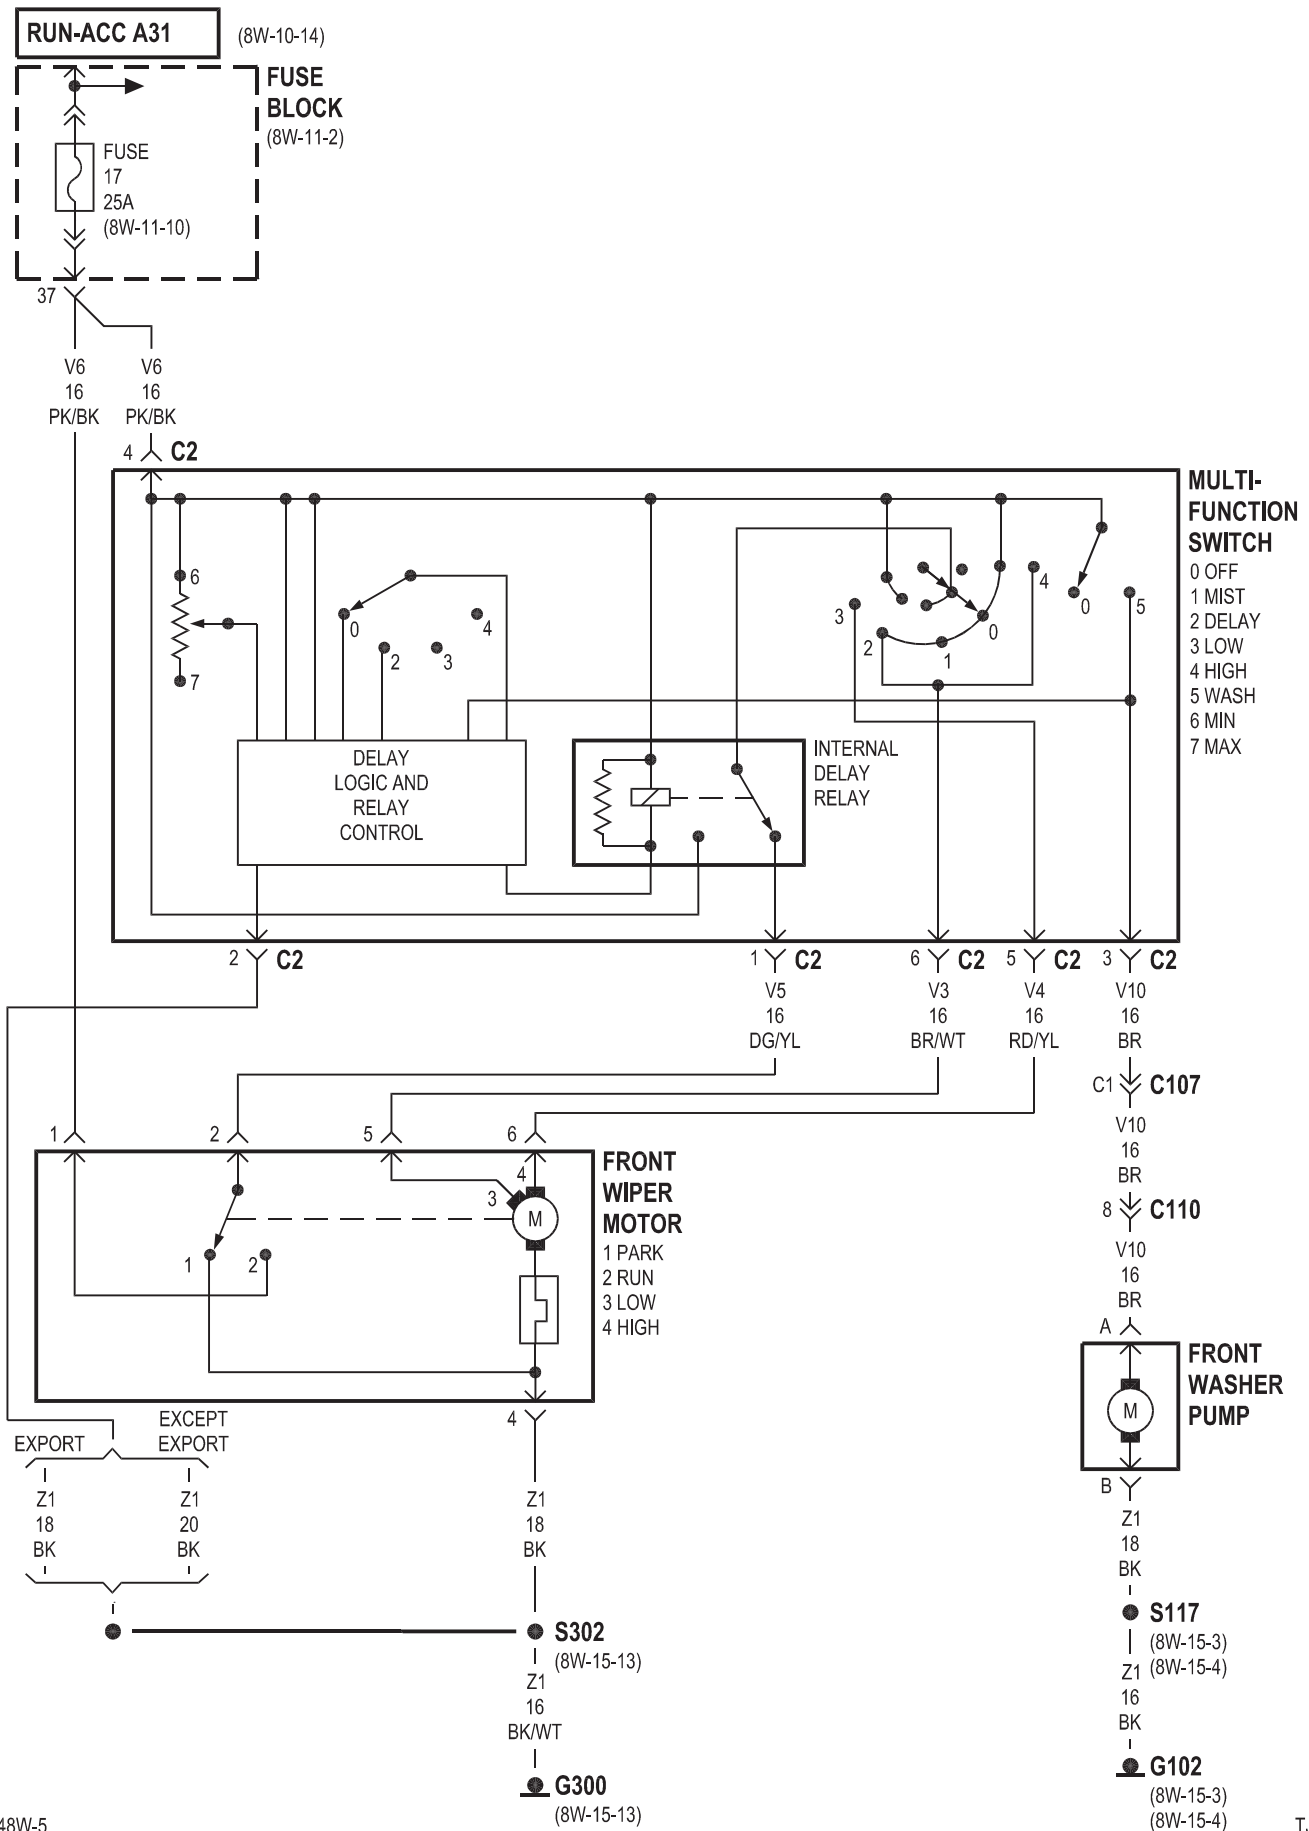 RUN-ACC A31 (8W-10-14)
FUSE
BLOCK
(8W-11-2)
FUSE
17
25A
(8W-11-10)
37
V6
16
PK/BK
V6
16
PK/BK
4 C2
MULTI-
FUNCTION
SWITCH
0 OFF
1 MIST
2 DELAY
3 LOW
4 HIGH
5 WASH
6 MIN
7 MAX
6
7
0
2
3
4
3
2
1
0
4
0
5
DELAY
LOGIC AND
RELAY
CONTROL
INTERNAL
DELAY
RELAY
2 C2
1 C2
6 C2
5 C2
3 C2
V5
16
DG/YL
V3
16
BR/WT
V4
16
RD/YL
V10
16
BR
C1 C107
V10
16
BR
8 C110
V10
16
BR
A
FRONT
WASHER
PUMP
M
B
Z1
18
BK
S117
(8W-15-3)
(8W-15-4)
Z1
16
BK
G102
(8W-15-3)
(8W-15-4)
1
2
5
6
FRONT
WIPER
MOTOR
1 PARK
2 RUN
3 LOW
4 HIGH
4
3
M
1
2
4
EXPORT
EXCEPT
EXPORT
Z1
18
BK
Z1
20
BK
Z1
18
BK
S302
(8W-15-13)
Z1
16
BK/WT
G300
(8W-15-13)
48W-5
T.